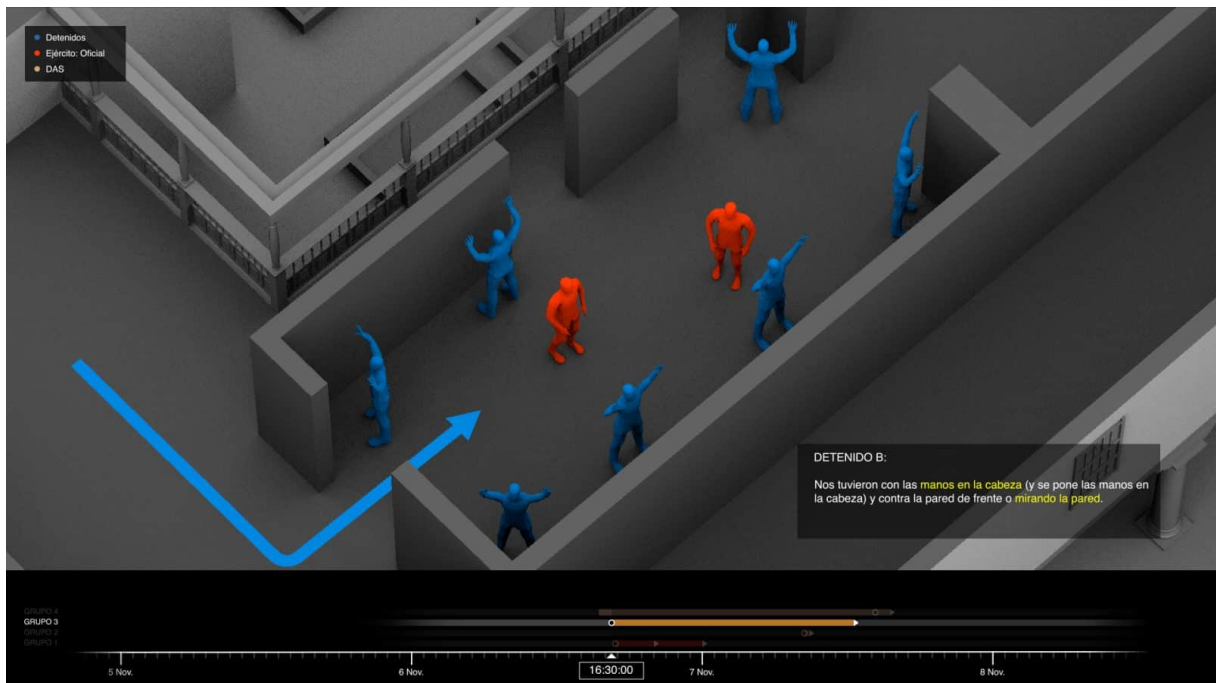 Detenidos
Ejército: Oficial
DAS
DETENIDO B:
Nos tuvieron con las manos en la cabeza (y se pone las manos en
la cabeza) y contra la pared de frente o mirando la pared.
GRUPO 4
GRUPO 3
GRUPO 2
GRUPO 1
16:30:00
5 Nov.
6 Nov.
7 Nov.
8 Nov.